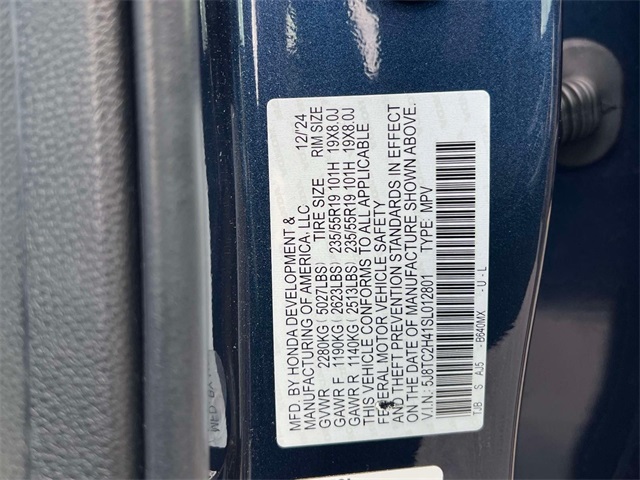 MFD. BY HONDA DEVELOPMENT &
MANUFACTURING OF AMERICA, LLC 12/'24
GVWR 2280KG( 5027LBS) TIRE SIZE RIM SIZE
GAWR F 1190KG( 2623LBS) 235/55R19 101H 19X8.0J
GAWR R 1140KG( 2513LBS) 235/55R19 101H 19X8.0J
THIS VEHICLE CONFORMS TO ALL APPLICABLE
FEDERAL MOTOR VEHICLE SAFETY
AND THEFT PREVENTION STANDARDS IN EFFECT
ON THE DATE OF MANUFACTURE SHOWN ABOVE.
V.I.N.: 5J8TC2H41SL012801 TYPE: MPV
TJB S AJ5 - B640MX - U - L